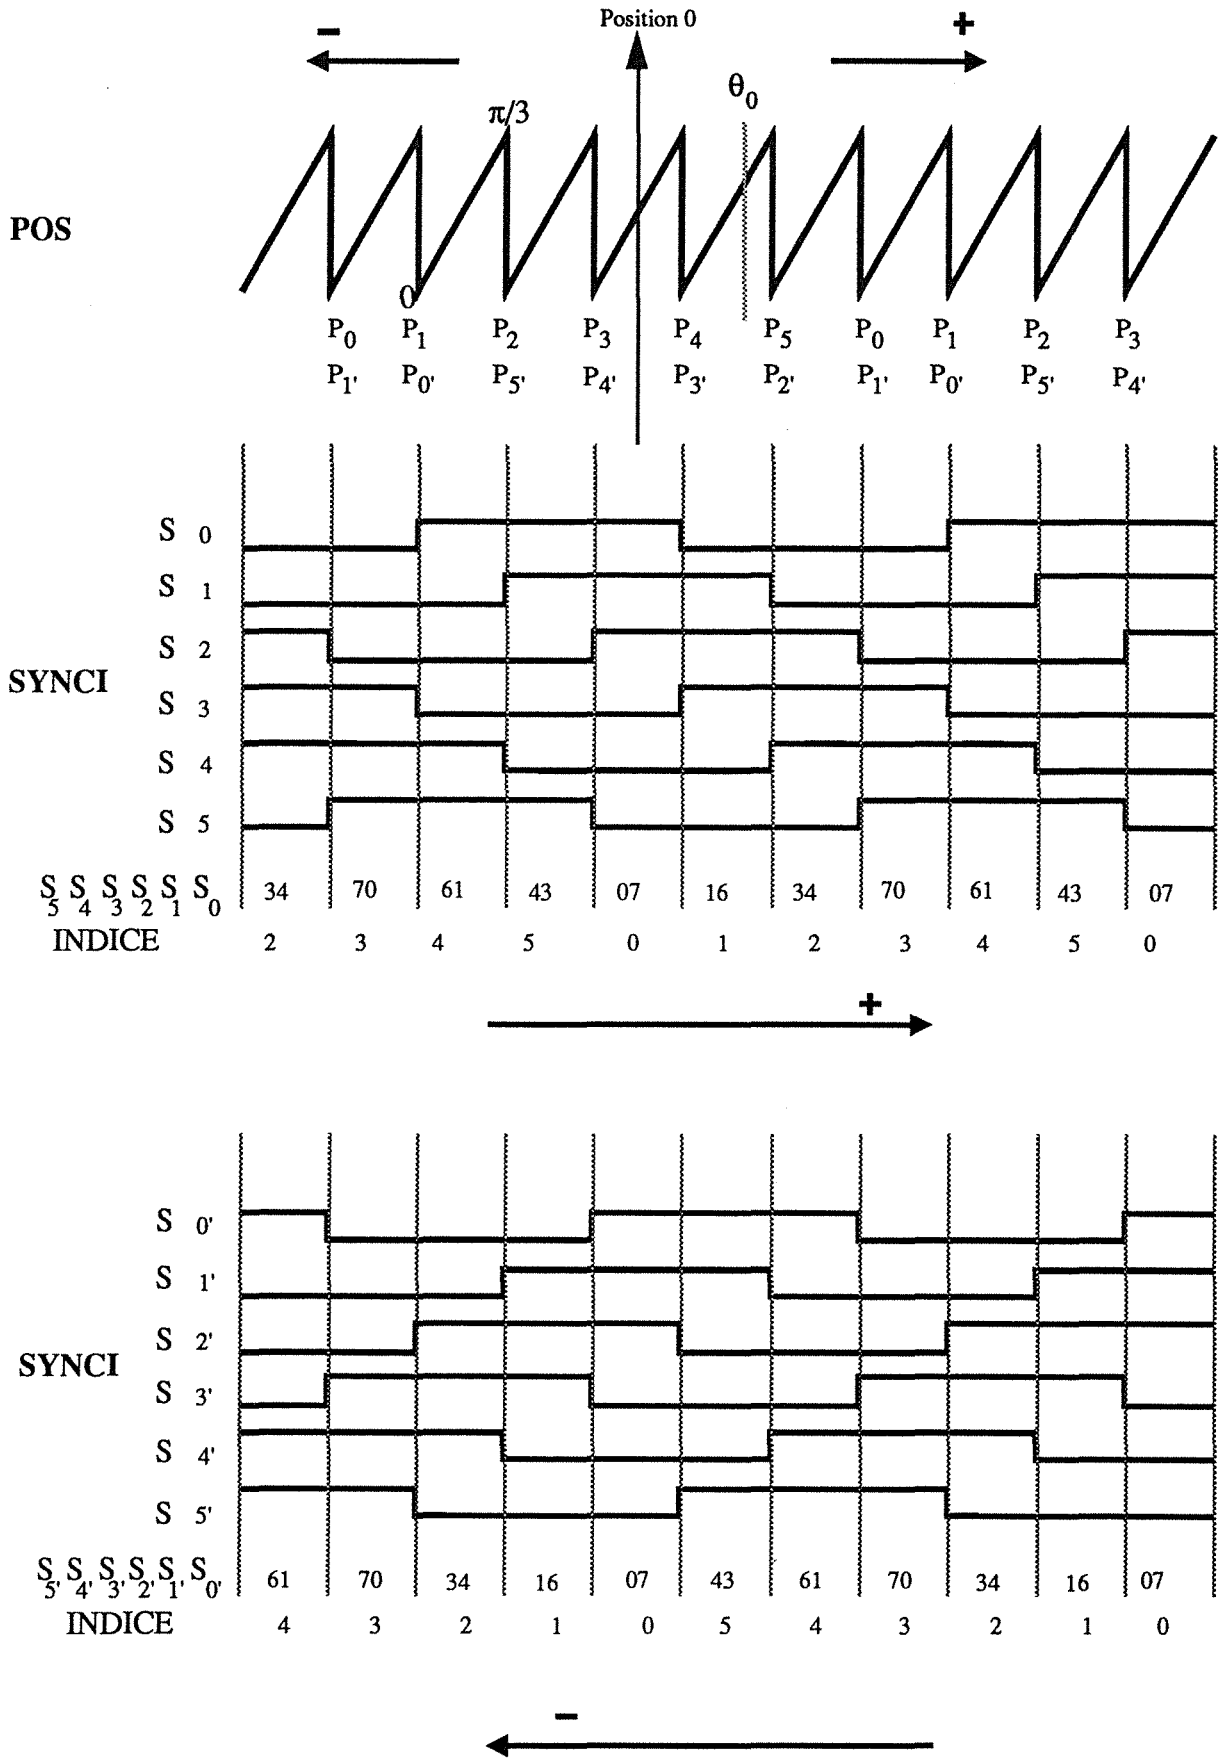 Position 0
- +
θ0
π/3
POS
0
P0 P1 P2 P3 P4 P5 P0 P1 P2 P3
P1' P0' P5' P4' P3' P2' P1' P0' P5' P4'
S 0
S 1
S 2
SYNCI
S 3
S 4
S 5
S5 S4 S3 S2 S1 S0 34 70 61 43 07 16 34 70 61 43 07
INDICE 2 3 4 5 0 1 2 3 4 5 0
+
S 0'
S 1'
S 2'
SYNCI
S 3'
S 4'
S 5'
S5' S4' S3' S2' S1' S0' 61 70 34 16 07 43 61 70 34 16 07
INDICE 4 3 2 1 0 5 4 3 2 1 0
-